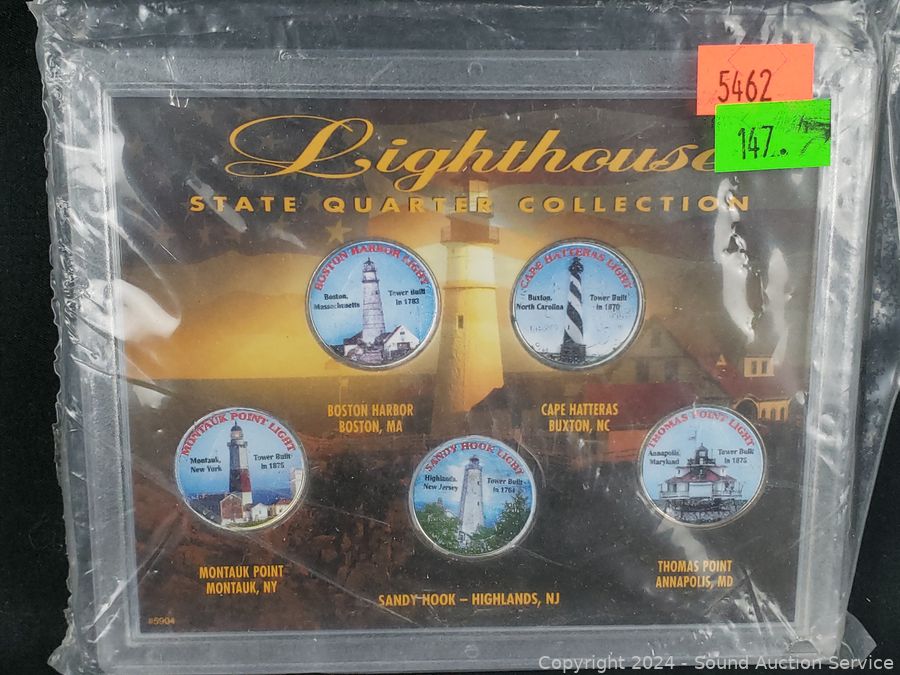 5462
147.
Lighthouse
STATE QUARTER COLLECTION
BOSTON HARBOR LIGHT
Boston,
Massachusetts
Tower Built
in 1783
CAPE HATTERAS LIGHT
Buxton,
North Carolina
Tower Built
in 1870
BOSTON HARBOR
BOSTON, MA
CAPE HATTERAS
BUXTON, NC
MONTAUK POINT LIGHT
Montauk,
New York
Tower Built
in 1875
SANDY HOOK LIGHT
Highlands,
New Jersey
Tower Built
in 1764
THOMAS POINT LIGHT
Annapolis,
Maryland
Tower Built
in 1875
MONTAUK POINT
MONTAUK, NY
SANDY HOOK – HIGHLANDS, NJ
THOMAS POINT
ANNAPOLIS, MD
#5904
Copyright 2024 - Sound Auction Service